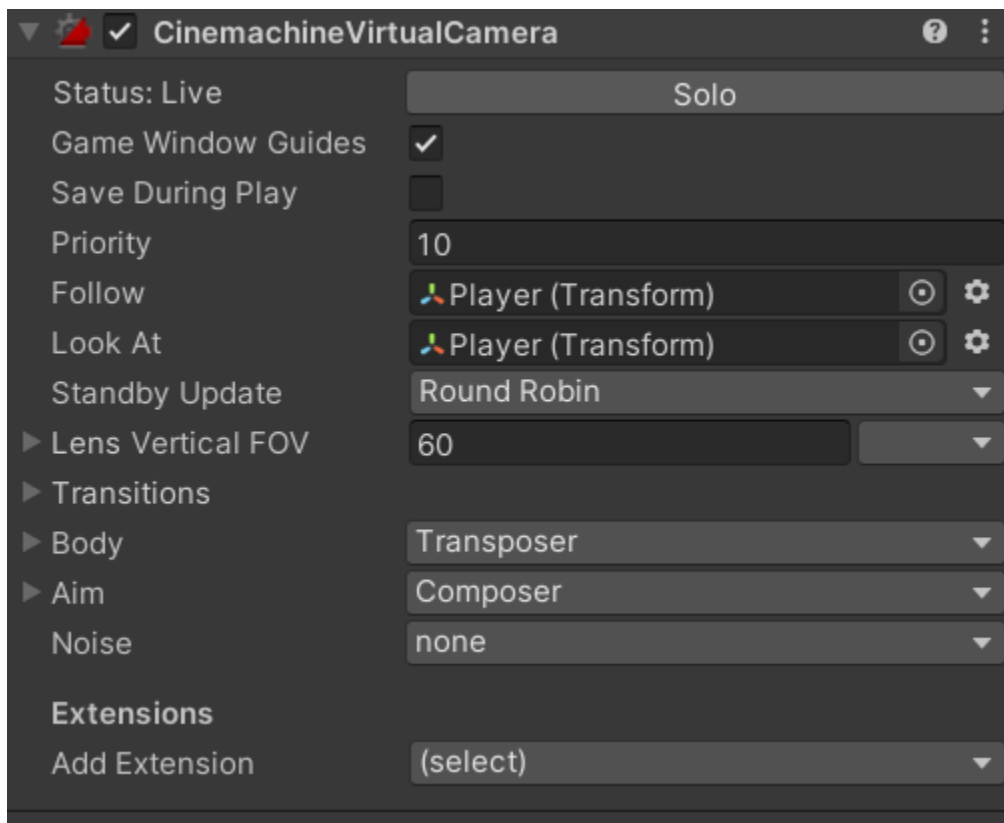 CinemachineVirtualCamera
Status: Live Solo
Game Window Guides
Save During Play
Priority 10
Follow Player (Transform)
Look At Player (Transform)
Standby Update Round Robin
Lens Vertical FOV 60
Transitions
Body Transposer
Aim Composer
Noise none
Extensions
Add Extension (select)